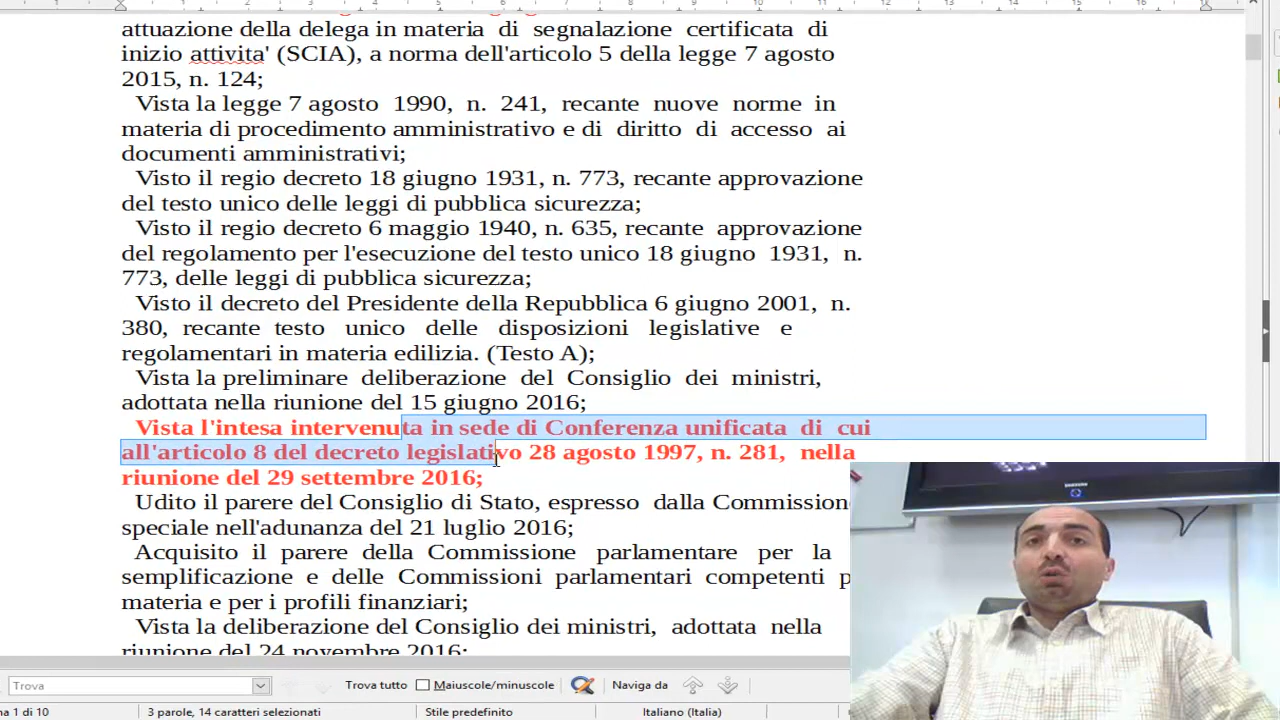 attuazione della delega in materia di segnalazione certificata di
inizio attivita' (SCIA), a norma dell'articolo 5 della legge 7 agosto
2015, n. 124;
Vista la legge 7 agosto 1990, n. 241, recante nuove norme in
materia di procedimento amministrativo e di diritto di accesso ai
documenti amministrativi;
Visto il regio decreto 18 giugno 1931, n. 773, recante approvazione
del testo unico delle leggi di pubblica sicurezza;
Visto il regio decreto 6 maggio 1940, n. 635, recante approvazione
del regolamento per l'esecuzione del testo unico 18 giugno 1931, n.
773, delle leggi di pubblica sicurezza;
Visto il decreto del Presidente della Repubblica 6 giugno 2001, n.
380, recante testo unico delle disposizioni legislative e
regolamentari in materia edilizia. (Testo A);
Vista la preliminare deliberazione del Consiglio dei ministri,
adottata nella riunione del 15 giugno 2016;
Vista l'intesa intervenuta in sede di Conferenza unificata di cui
all'articolo 8 del decreto legislativo 28 agosto 1997, n. 281, nella
riunione del 29 settembre 2016;
Udito il parere del Consiglio di Stato, espresso dalla Commissione
speciale nell'adunanza del 21 luglio 2016;
Acquisito il parere della Commissione parlamentare per la
semplificazione e delle Commissioni parlamentari competenti p
materia e per i profili finanziari;
Vista la deliberazione del Consiglio dei ministri, adottata nella
riunione del 24 novembre 2016;
Trova Trova tutto Maiuscole/minuscole Naviga da
na 1 di 10 3 parole, 14 caratteri selezionati Stile predefinito Italiano (Italia)
SAMSUNG